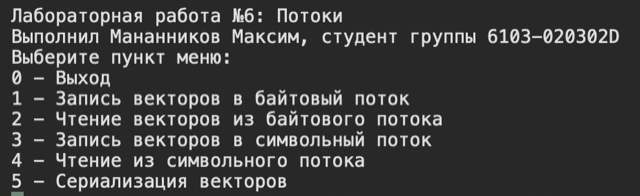 Лабораторная работа №6: Потоки
Выполнил Мананников Максим, студент группы 6103-020302D
Выберите пункт меню:
0 - Выход
1 - Запись векторов в байтовый поток
2 - Чтение векторов из байтового потока
3 - Запись векторов в символьный поток
4 - Чтение из символьного потока
5 - Сериализация векторов